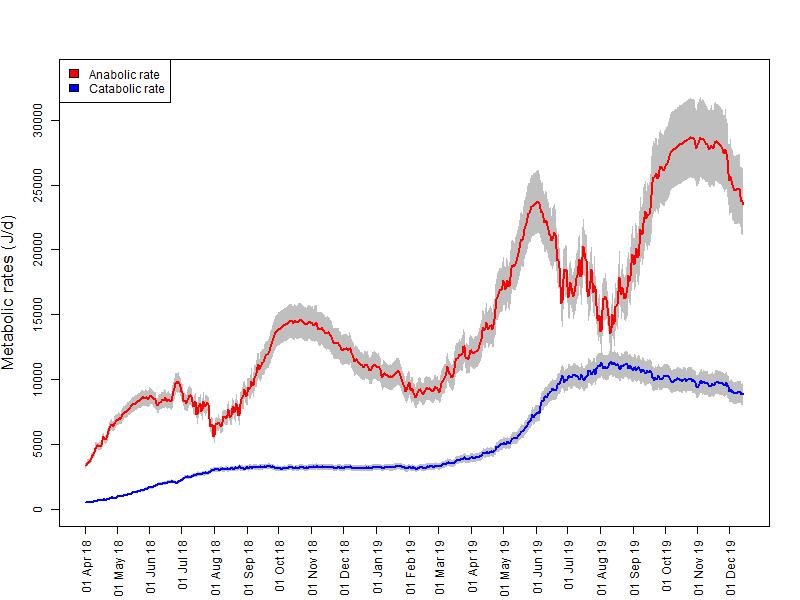 Anabolic rate
Catabolic rate
Metabolic rates (J/d)
30000
25000
20000
15000
10000
5000
0
01 Apr 18
01 May 18
01 Jun 18
01 Jul 18
01 Aug 18
01 Sep 18
01 Oct 18
01 Nov 18
01 Dec 18
01 Jan 19
01 Feb 19
01 Mar 19
01 Apr 19
01 May 19
01 Jun 19
01 Jul 19
01 Aug 19
01 Sep 19
01 Oct 19
01 Nov 19
01 Dec 19